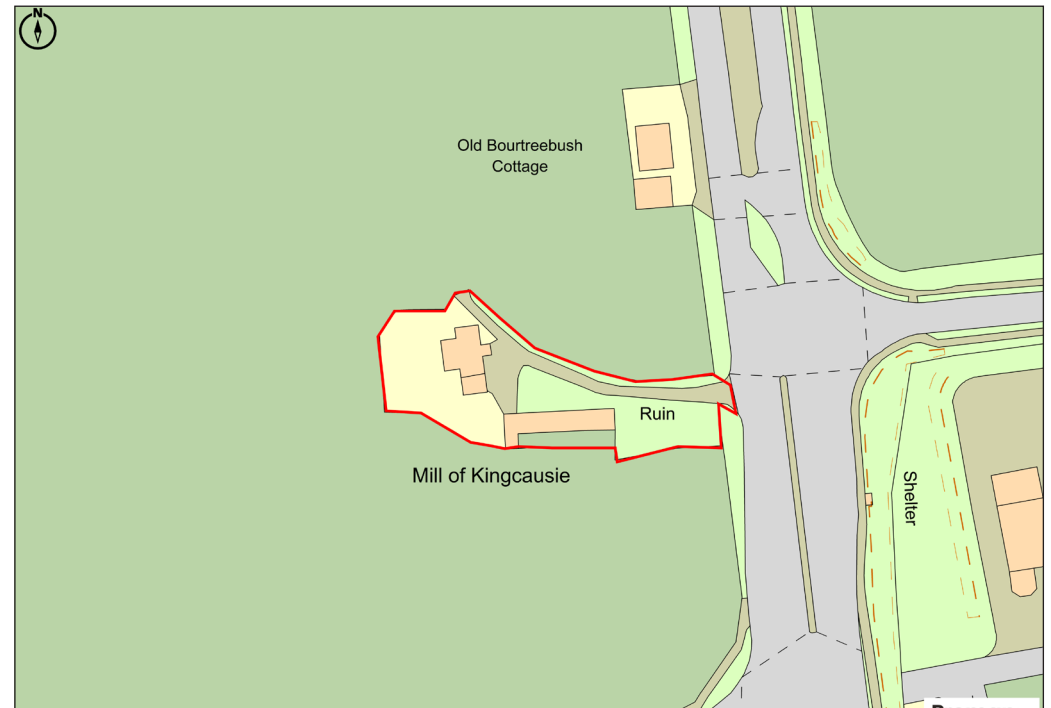 N
Old Bourtreebush
Cottage
Ruin
Mill of Kingcausie
Shelter